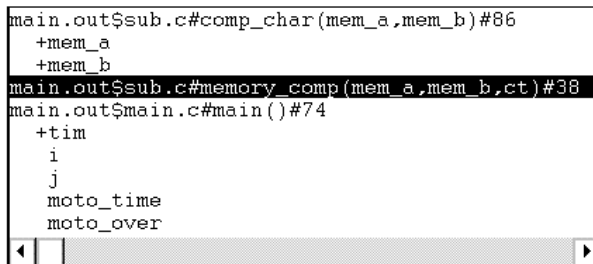 main.out$sub.c#comp_char(mem_a,mem_b)#86
+mem_a
+mem_b
main.out$sub.c#memory_comp(mem_a,mem_b,ct)#38
main.out$main.c#main()#74
+tim
i
j
moto_time
moto_over